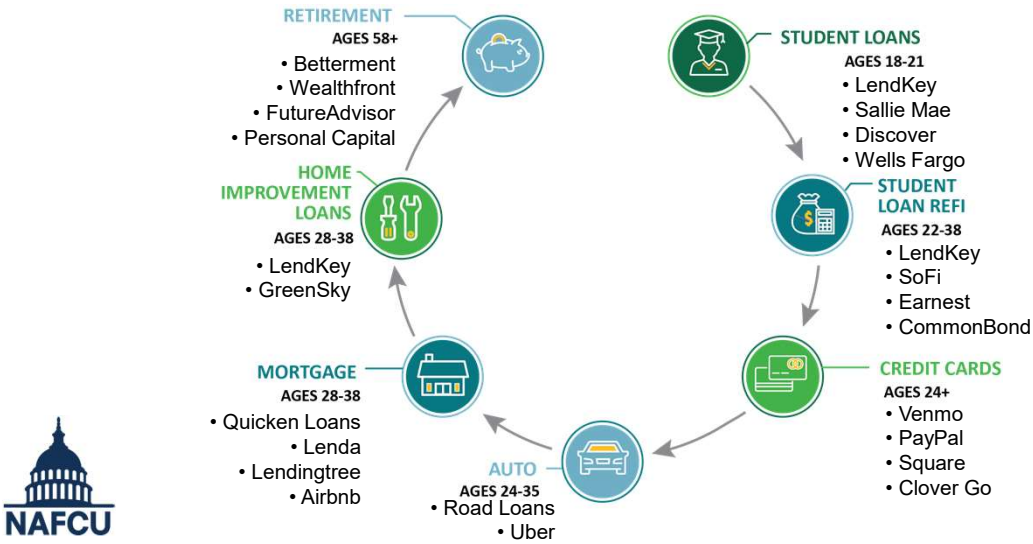 STUDENT LOANS
AGES 18-21
• LendKey
• Sallie Mae
• Discover
• Wells Fargo
STUDENT
LOAN REFI
AGES 22-38
• LendKey
• SoFi
• Earnest
• CommonBond
CREDIT CARDS
AGES 24+
• Venmo
• PayPal
• Square
• Clover Go
AUTO
AGES 24-35
• Road Loans
• Uber
MORTGAGE
AGES 28-38
• Quicken Loans
• Lenda
• Lendingtree
• Airbnb
HOME
IMPROVEMENT
LOANS
AGES 28-38
• LendKey
• GreenSky
RETIREMENT
AGES 58+
• Betterment
• Wealthfront
• FutureAdvisor
• Personal Capital
$
NAFCU